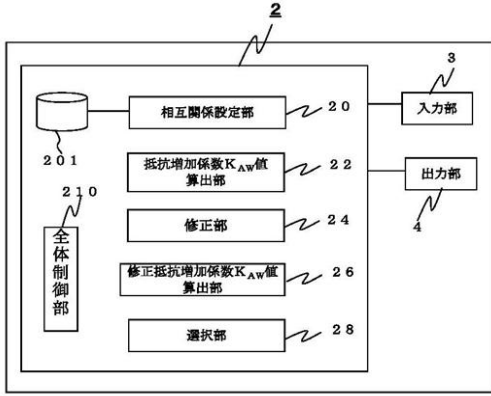 2
3
相互関係設定部
20
入力部
201
抵抗増加係数KAW値
算出部
22
出力部
4
210
修正部
24
全体制御部
修正抵抗増加係数KAW値
算出部
26
選択部
28